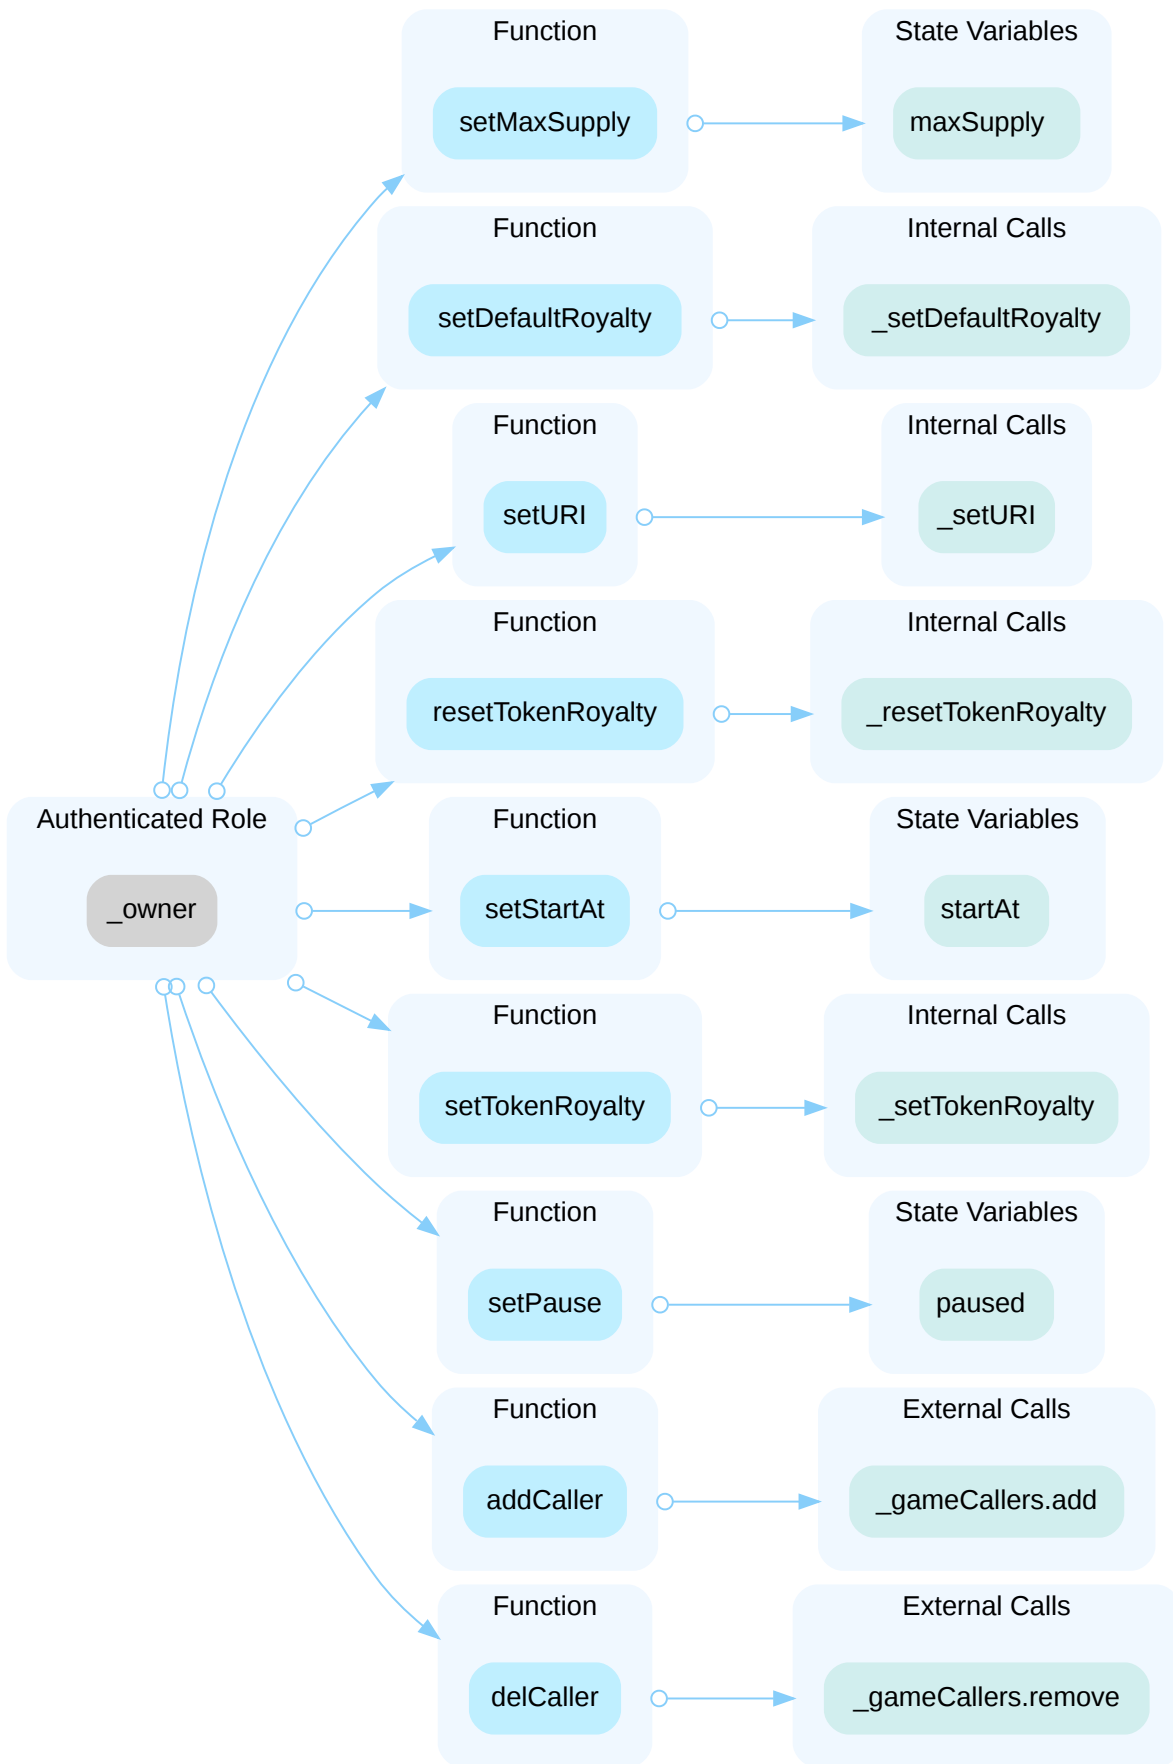 Function
State Variables
setMaxSupply
maxSupply
Function
Internal Calls
setDefaultRoyalty
_setDefaultRoyalty
Function
Internal Calls
setURI
_setURI
Function
Internal Calls
resetTokenRoyalty
_resetTokenRoyalty
Authenticated Role
Function
State Variables
_owner
setStartAt
startAt
Function
Internal Calls
setTokenRoyalty
_setTokenRoyalty
Function
State Variables
setPause
paused
Function
External Calls
addCaller
_gameCallers.add
Function
External Calls
delCaller
_gameCallers.remove